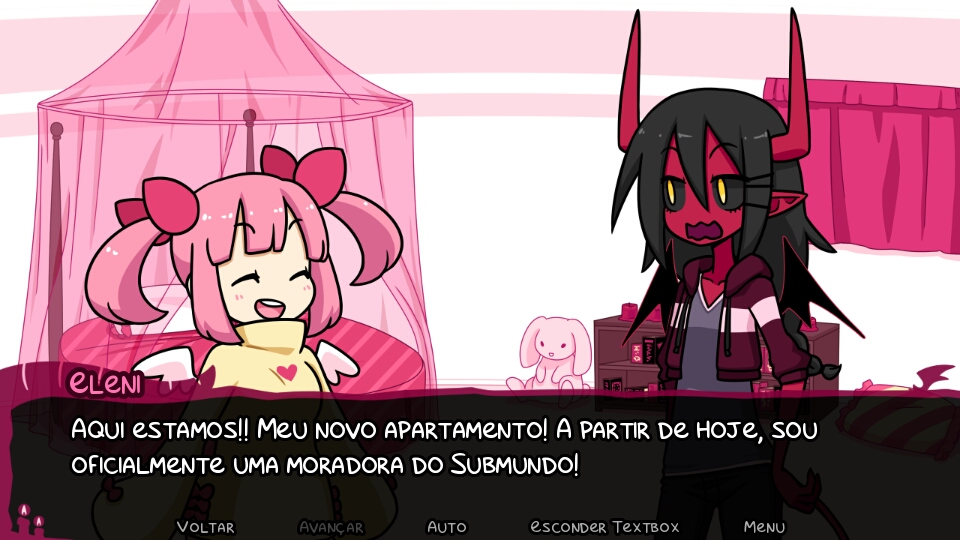 Eleni
Aqui estamos!! Meu novo apartamento! A partir de hoje, sou
oficialmente uma moradora do Submundo!
Voltar Avançar Auto Esconder Textbox Menu